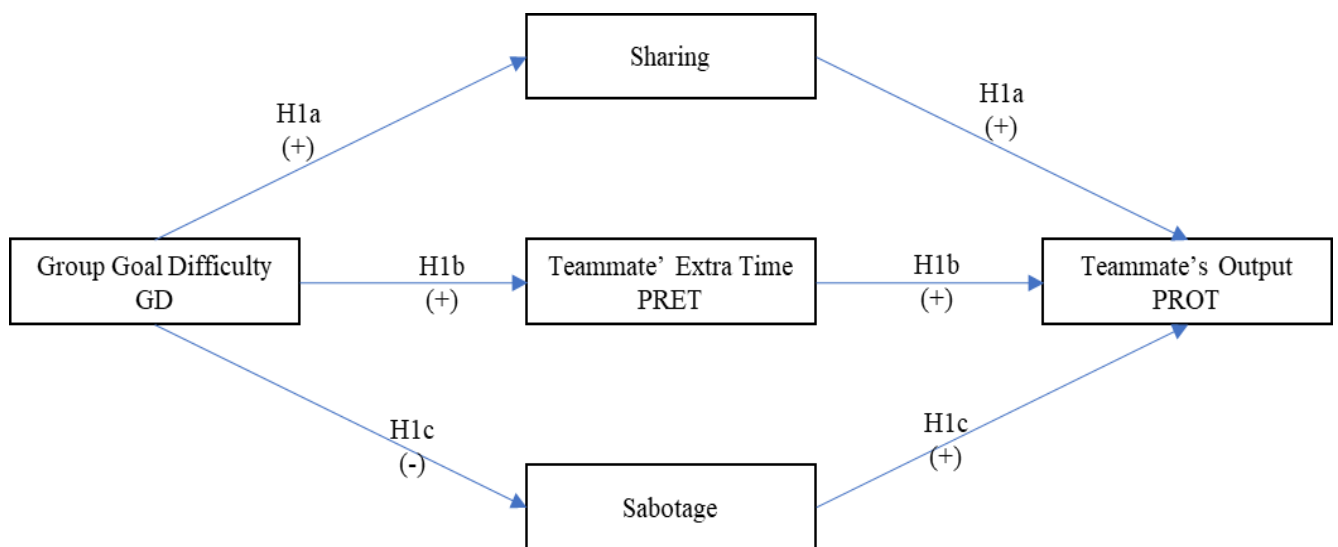 Sharing
H1a
(+)
H1a
(+)
Group Goal Difficulty
GD
H1b
(+)
Teammate' Extra Time
PRET
H1b
(+)
Teammate's Output
PROT
H1c
(-)
H1c
(+)
Sabotage